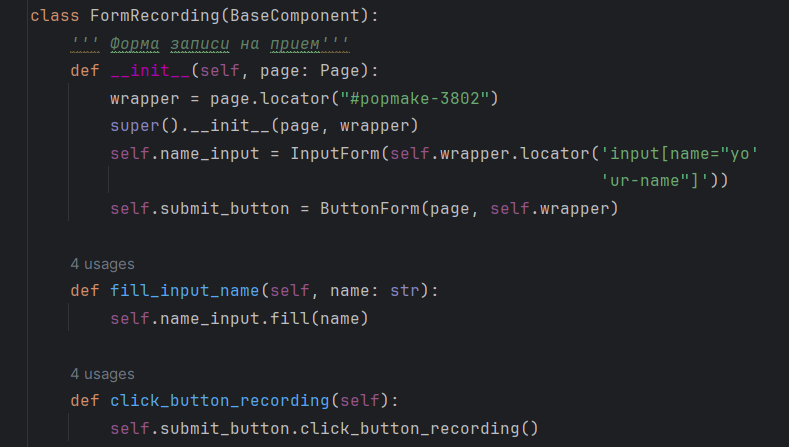 class FormRecording(BaseComponent):
    ''' Форма записи на прием'''
    def __init__(self, page: Page):
        wrapper = page.locator("#popmake-3802")
        super().__init__(page, wrapper)
        self.name_input = InputForm(self.wrapper.locator('input[name="yo'
                                                         'ur-name"]'))
        self.submit_button = ButtonForm(page, self.wrapper)
    4 usages
    def fill_input_name(self, name: str):
        self.name_input.fill(name)
    4 usages
    def click_button_recording(self):
        self.submit_button.click_button_recording()